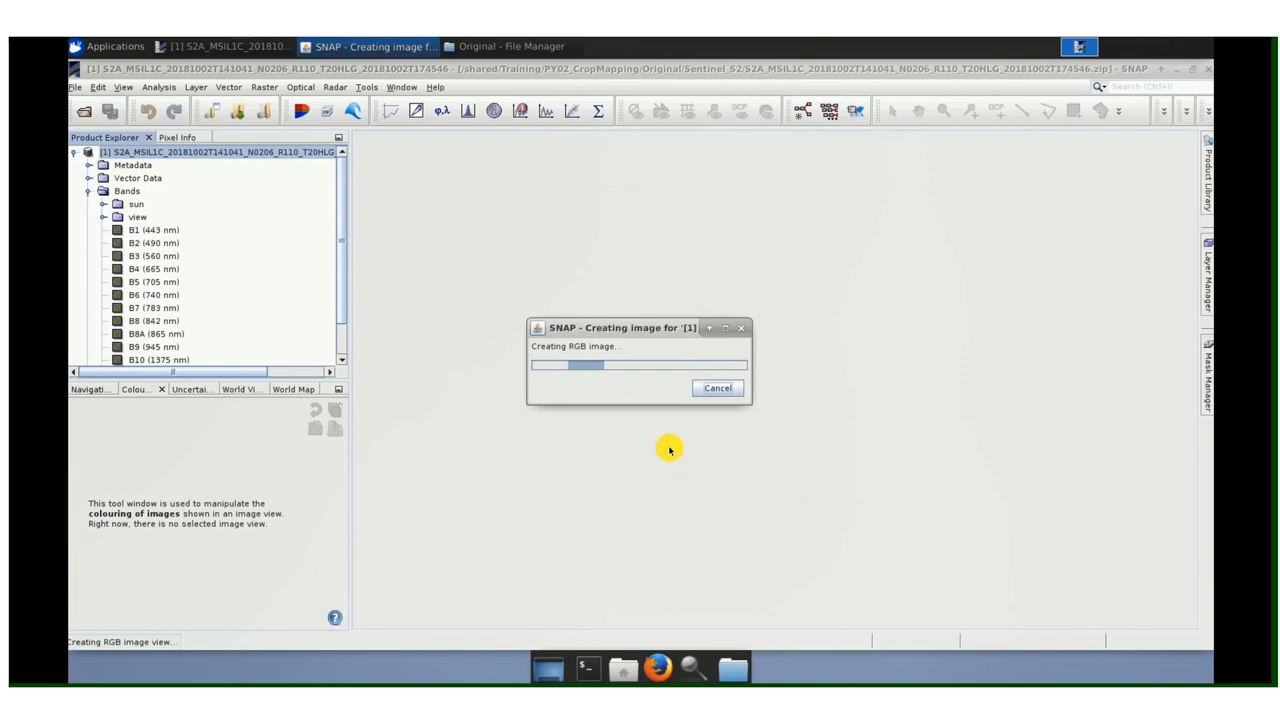 Applications [1] S2A_MSIL1C_201810... SNAP - Creating image f... Original - File Manager
[1] S2A_MSIL1C_20181002T141041_N0206_R110_T20HLG_20181002T174546 - [/shared/Training/PY02_CropMapping/Original/Sentinel_S2/S2A_MSIL1C_20181002T141041_N0206_R110_T20HLG_20181002T174546.zip] - SNAP
File Edit View Analysis Layer Vector Raster Optical Radar Tools Window Help Search (Ctrl+I)
Product Explorer Pixel Info
[1] S2A_MSIL1C_20181002T141041_N0206_R110_T20HLG
Metadata
Vector Data
Bands
sun
view
B1 (443 nm)
B2 (490 nm)
B3 (560 nm)
B4 (665 nm)
B5 (705 nm)
B6 (740 nm)
B7 (783 nm)
B8 (842 nm)
B8A (865 nm)
B9 (945 nm)
B10 (1375 nm)
Navigati... Colou... Uncertai... World Vi... World Map
This tool window is used to manipulate the
colouring of images shown in an image view.
Right now, there is no selected image view.
SNAP - Creating image for '[1]
Creating RGB image...
Cancel
Product Library
Layer Manager
Mask Manager
Creating RGB image view...